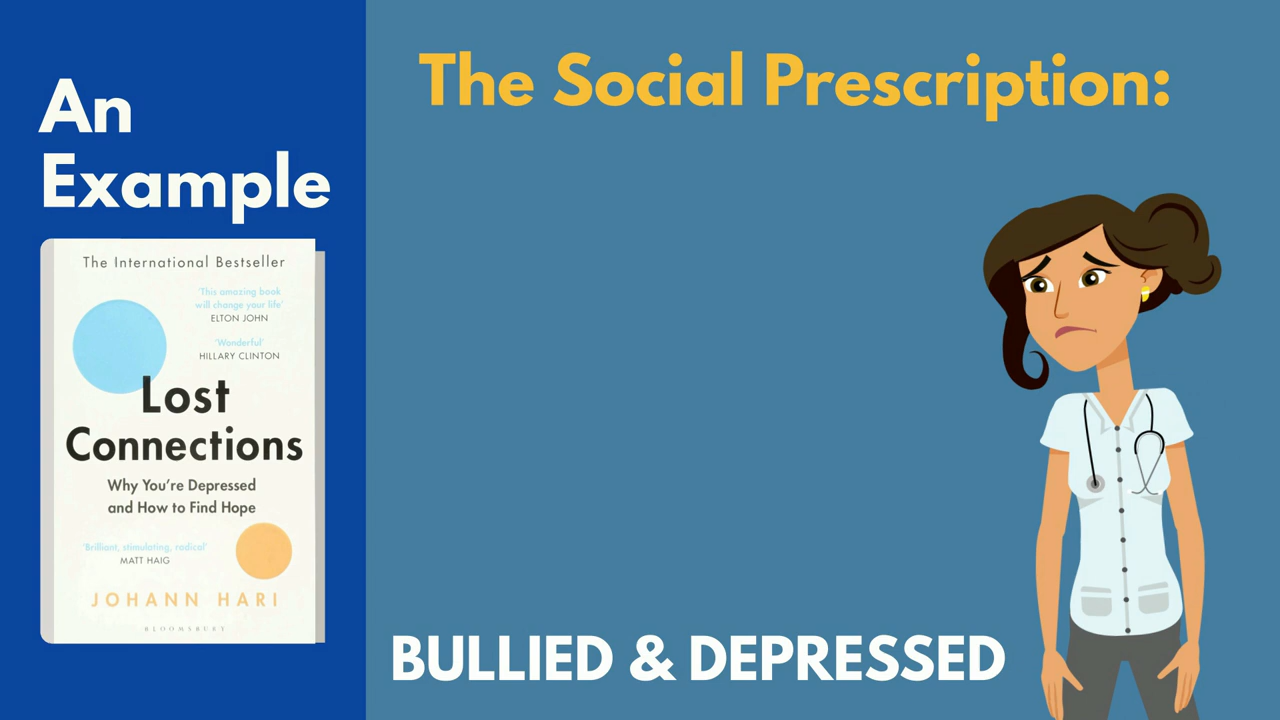 An
Example
The International Bestseller
'This amazing book
will change your life'
ELTON JOHN
'Wonderful'
HILLARY CLINTON
Lost
Connections
Why You're Depressed
and How to Find Hope
'Brilliant, stimulating, radical'
MATT HAIG
JOHANN HARI
BLOOMSBURY
The Social Prescription:
BULLIED & DEPRESSED